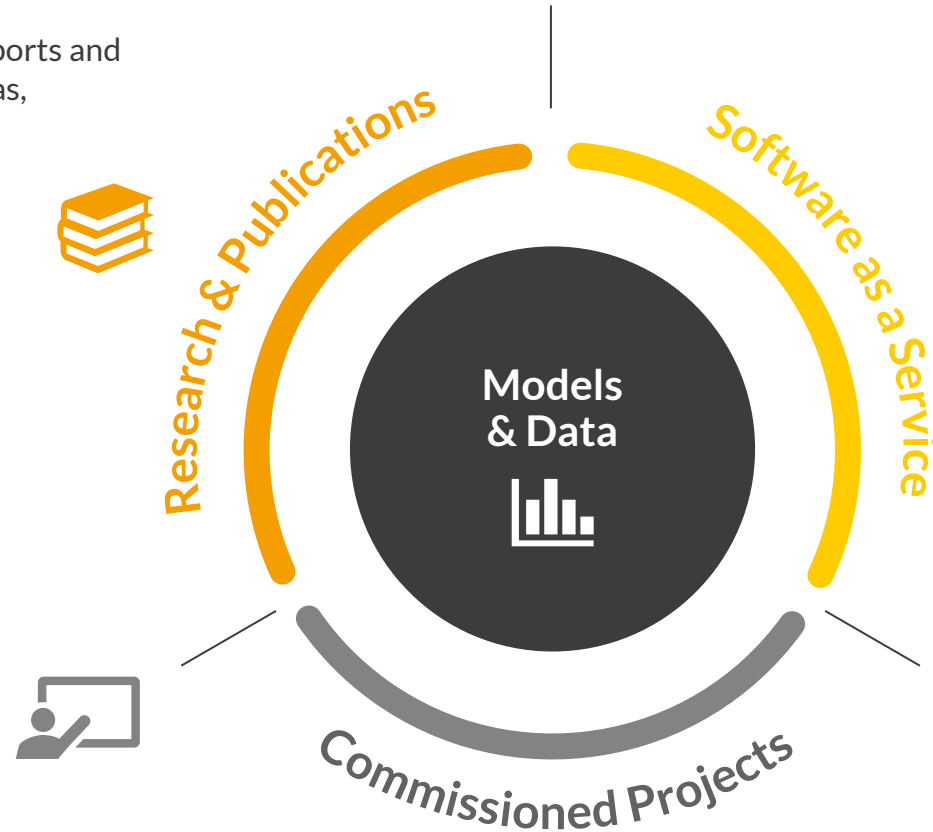 ports and
as,
Research & Publications
Software as a Service
Models
& Data
Commissioned Projects